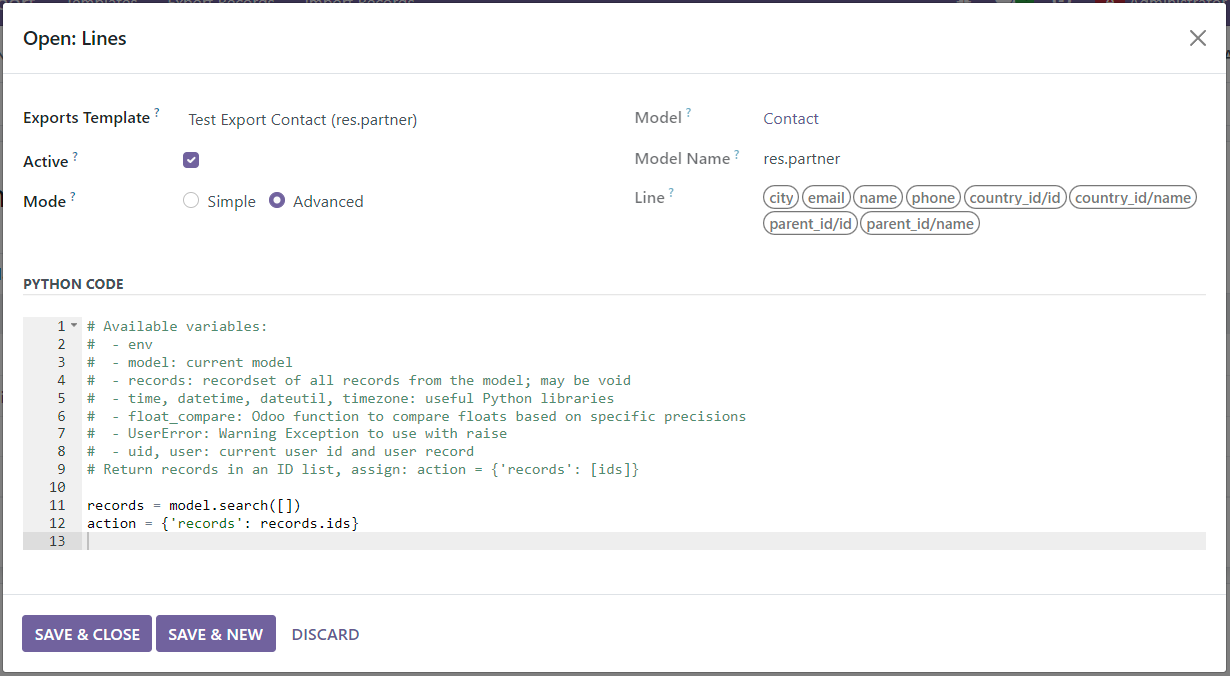 Open: Lines
Exports Template ? Test Export Contact (res.partner)
Model ? Contact
Active ?
Model Name ? res.partner
Mode ? Simple Advanced
Line ? city email name phone country_id/id country_id/name
parent_id/id parent_id/name
PYTHON CODE
1 # Available variables:
2 #  - env
3 #  - model: current model
4 #  - records: recordset of all records from the model; may be void
5 #  - time, datetime, dateutil, timezone: useful Python libraries
6 #  - float_compare: Odoo function to compare floats based on specific precisions
7 #  - UserError: Warning Exception to use with raise
8 #  - uid, user: current user id and user record
9 # Return records in an ID list, assign: action = {'records': [ids]}
10
11 records = model.search([])
12 action = {'records': records.ids}
13
SAVE & CLOSE SAVE & NEW DISCARD